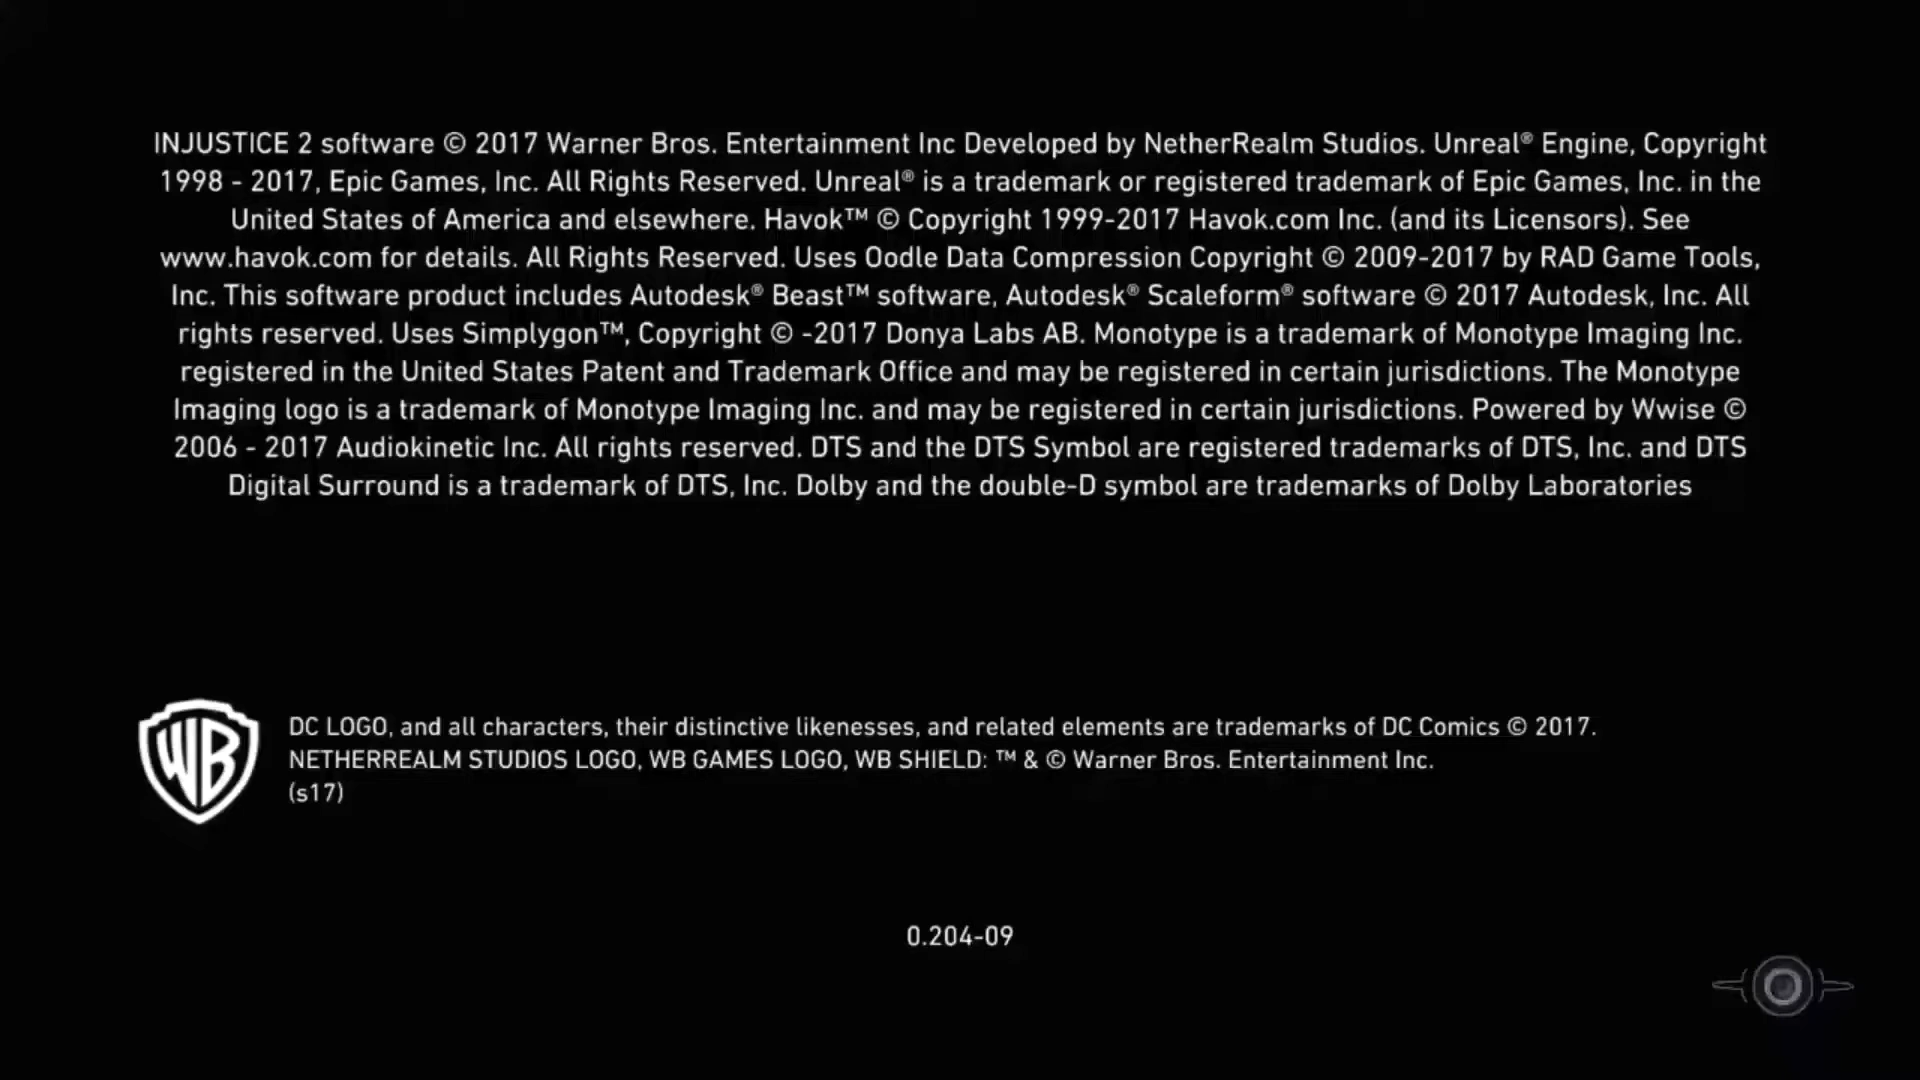 INJUSTICE 2 software © 2017 Warner Bros. Entertainment Inc Developed by NetherRealm Studios. Unreal® Engine, Copyright
1998 - 2017, Epic Games, Inc. All Rights Reserved. Unreal® is a trademark or registered trademark of Epic Games, Inc. in the
United States of America and elsewhere. Havok™ © Copyright 1999-2017 Havok.com Inc. (and its Licensors). See
www.havok.com for details. All Rights Reserved. Uses Oodle Data Compression Copyright © 2009-2017 by RAD Game Tools,
Inc. This software product includes Autodesk® Beast™ software, Autodesk® Scaleform® software © 2017 Autodesk, Inc. All
rights reserved. Uses Simplygon™, Copyright © -2017 Donya Labs AB. Monotype is a trademark of Monotype Imaging Inc.
registered in the United States Patent and Trademark Office and may be registered in certain jurisdictions. The Monotype
Imaging logo is a trademark of Monotype Imaging Inc. and may be registered in certain jurisdictions. Powered by Wwise ©
2006 - 2017 Audiokinetic Inc. All rights reserved. DTS and the DTS Symbol are registered trademarks of DTS, Inc. and DTS
Digital Surround is a trademark of DTS, Inc. Dolby and the double-D symbol are trademarks of Dolby Laboratories
WB
DC LOGO, and all characters, their distinctive likenesses, and related elements are trademarks of DC Comics © 2017.
NETHERREALM STUDIOS LOGO, WB GAMES LOGO, WB SHIELD: ™ & © Warner Bros. Entertainment Inc.
(s17)
0.204-09